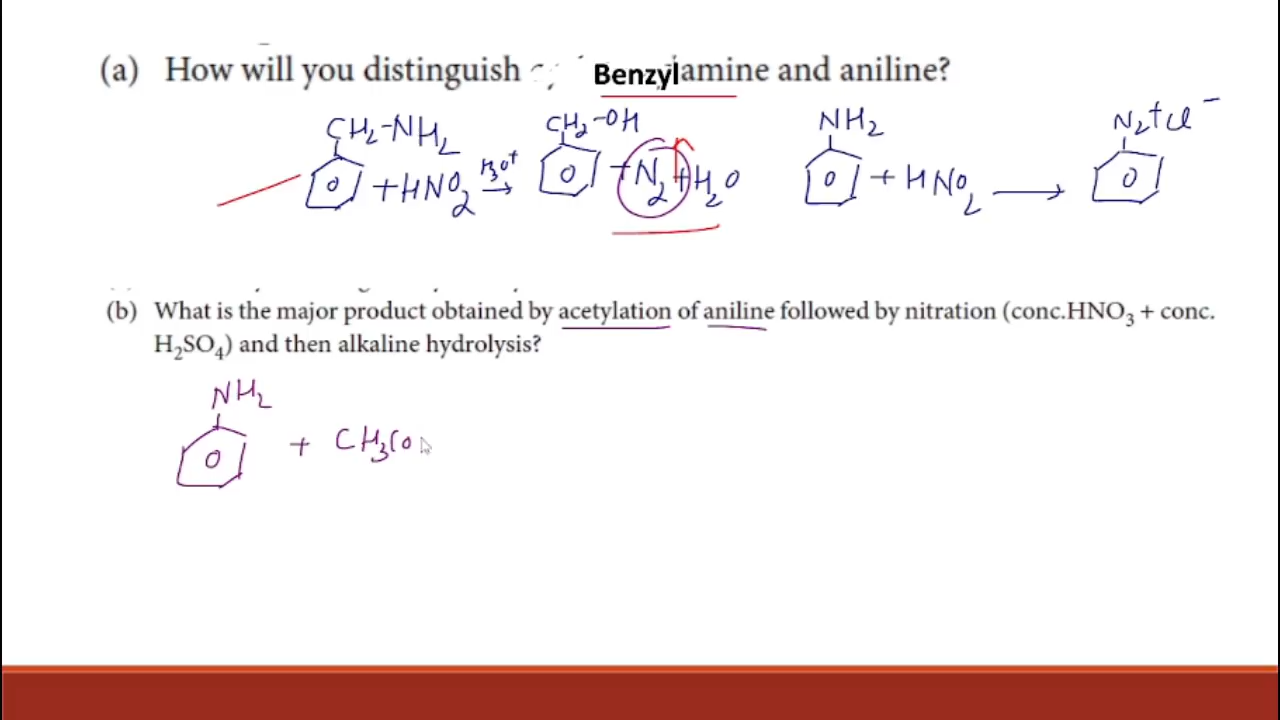 (a) How will you distinguish Benzylamine and aniline?
CH2-NH2 + HNO2 H3O+ → CH2-OH + N2↑ + H2O NH2 + HNO2 → N2+Cl-
(b) What is the major product obtained by acetylation of aniline followed by nitration (conc.HNO3 + conc.
H2SO4) and then alkaline hydrolysis?
NH2 + CH3CO